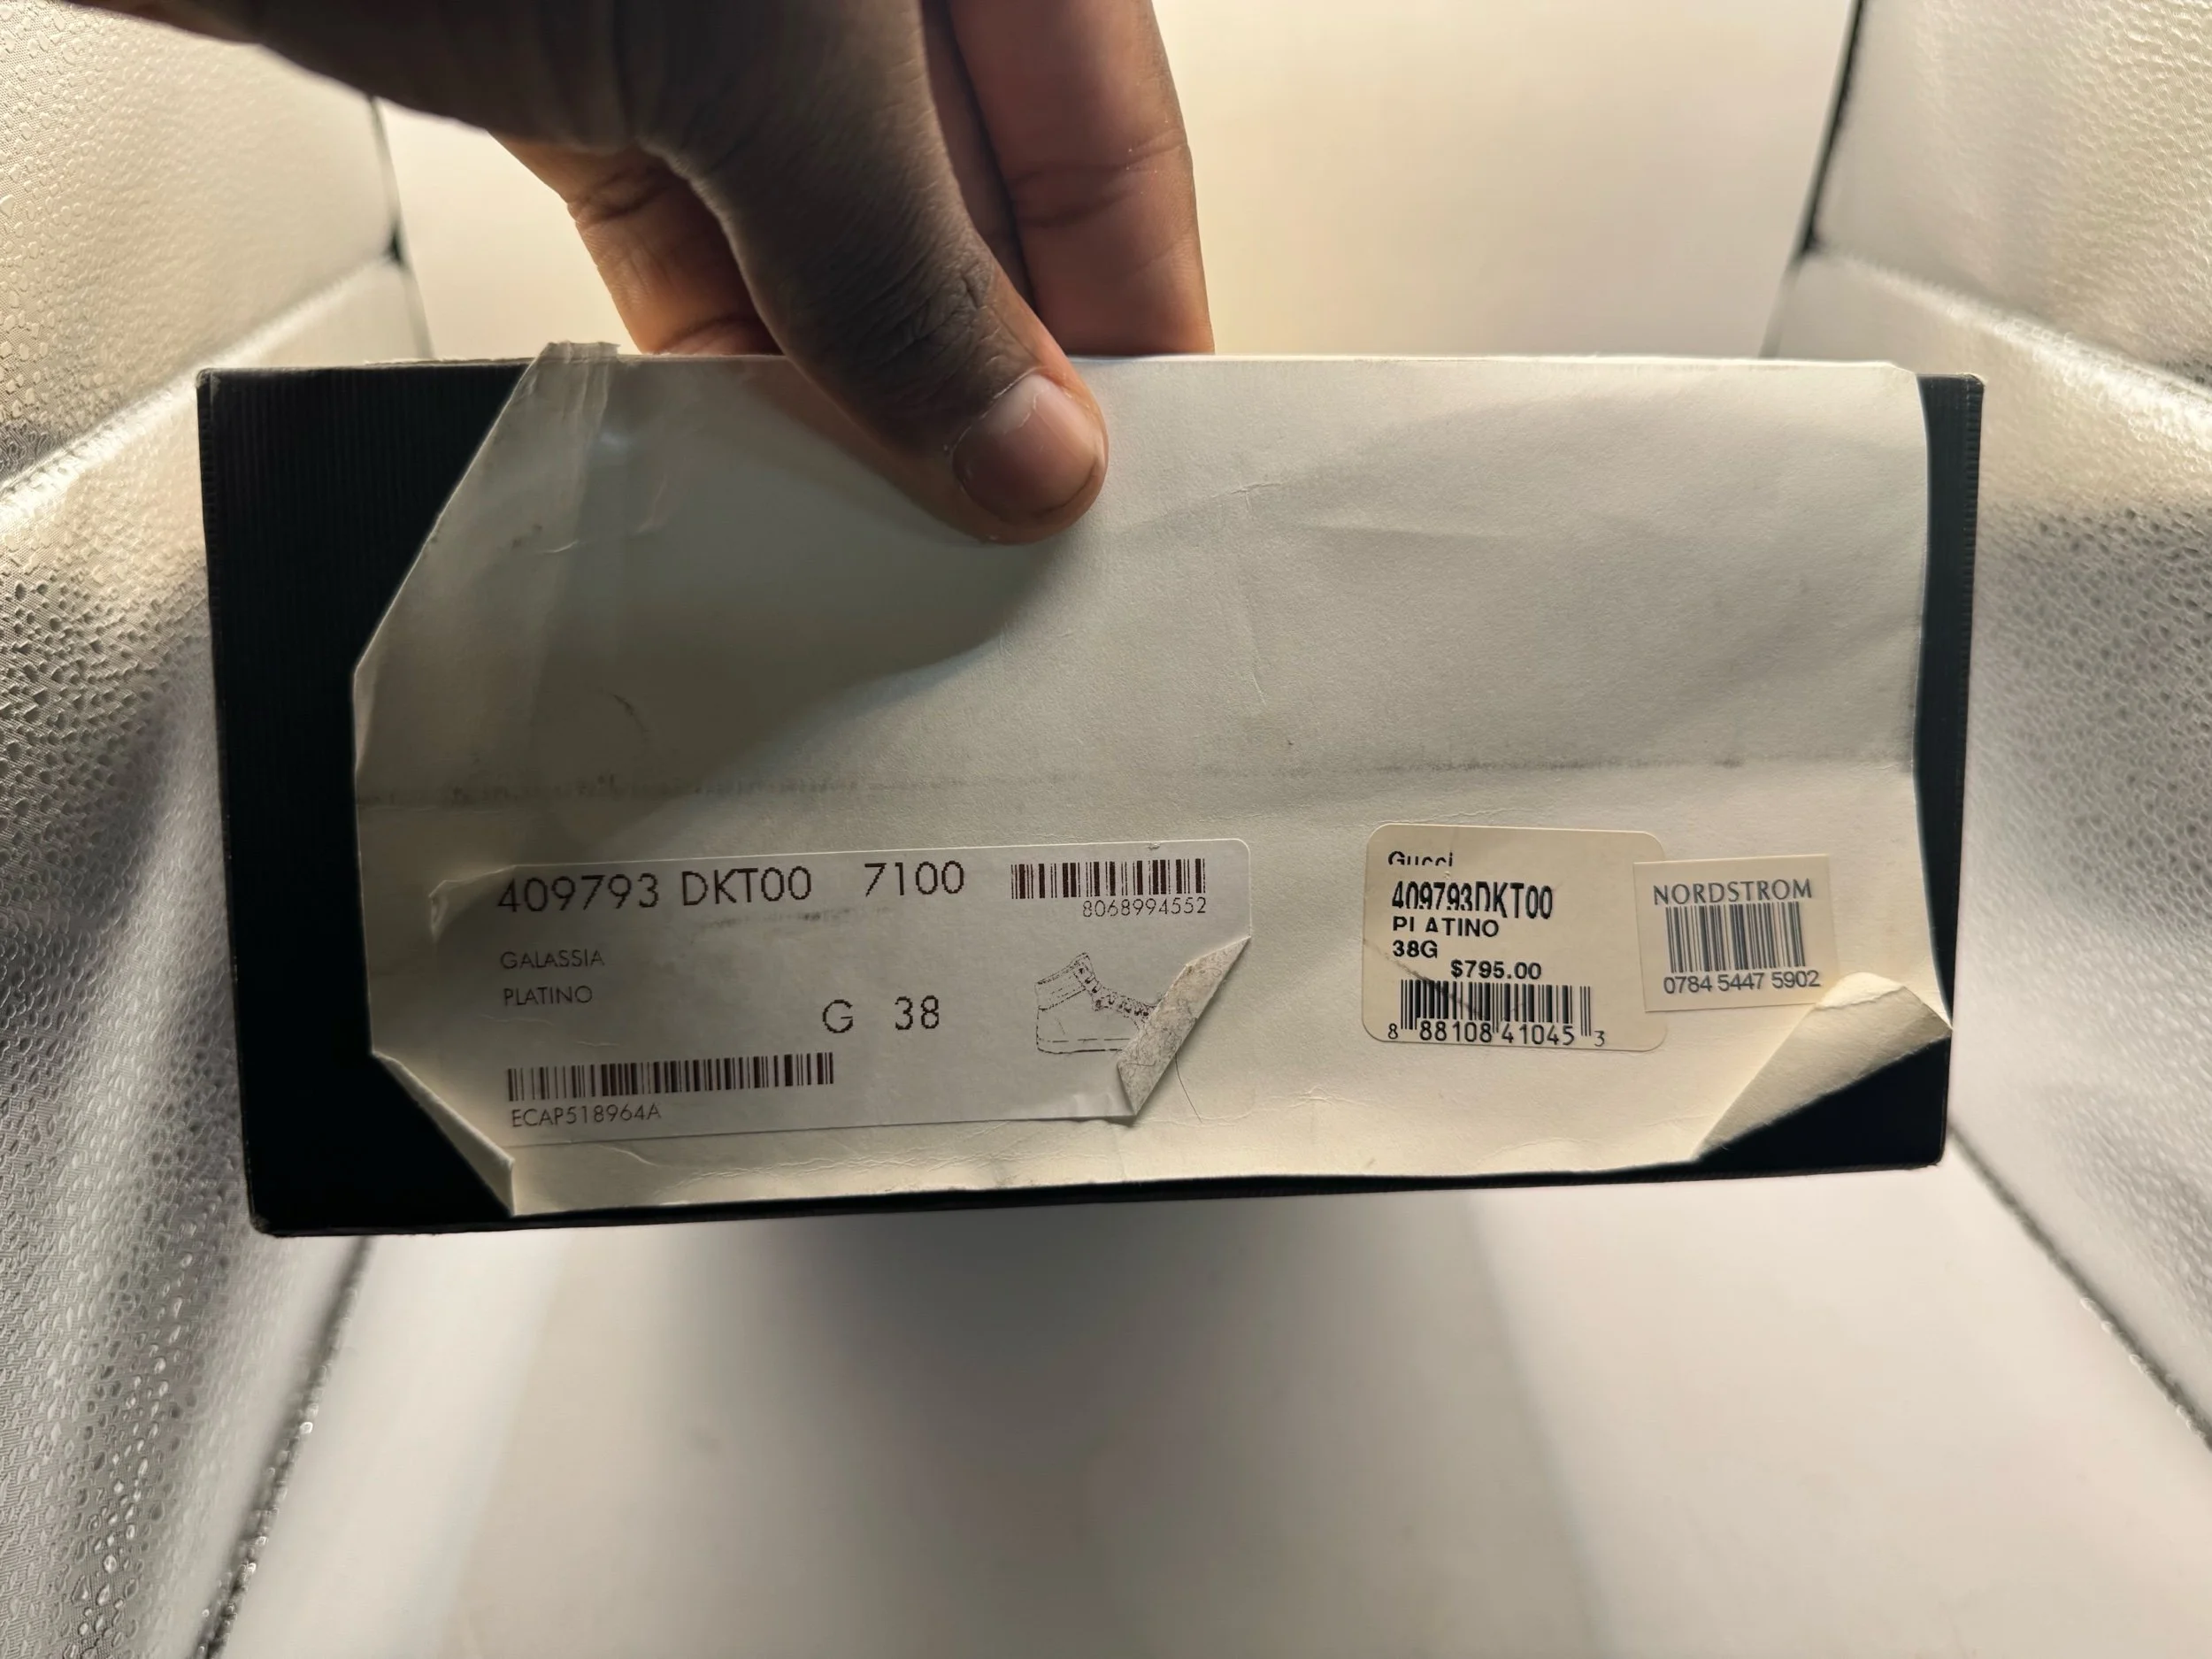 409793 DKT00 7100
8068994552
GALASSIA
PLATINO
G 38
ECAP518964A
Gucci
409793DKT00
PLATINO
38G
$795.00
8 88108 41045 3
NORDSTROM
0784 5447 5902